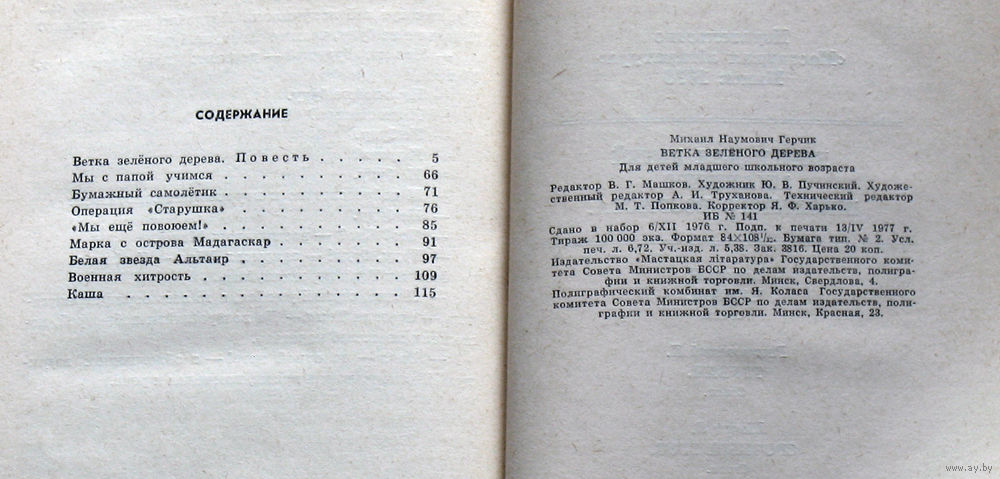 СОДЕРЖАНИЕ
Ветка зелёного дерева. Повесть . . . . . 5
Мы с папой учимся . . . . . . . . . 66
Бумажный самолётик . . . . . . . . . 71
Операция «Старушка» . . . . . . . . . 76
«Мы ещё повоюем!» . . . . . . . . . 85
Марка с острова Мадагаскар . . . . . . 91
Белая звезда Альтаир . . . . . . . . 97
Военная хитрость . . . . . . . . . . 109
Каша . . . . . . . . . . . . . 115
Михаил Наумович Герчик
ВЕТКА ЗЕЛЁНОГО ДЕРЕВА
Для детей младшего школьного возраста
Редактор В. Г. Машков. Художник Ю. В. Пучинский. Художе-
ственный редактор А. И. Труханова. Технический редактор
М. Т. Попкова. Корректор Я. Ф. Харько.
ИБ № 141
Сдано в набор 6/XII 1976 г. Подп. к печати 13/IV 1977 г.
Тираж 100 000 экз. Формат 84×108 1/32. Бумага тип. № 2. Усл.
печ. л. 6,72. Уч.-изд. л. 5,38. Зак. 3816. Цена 20 коп.
Издательство «Мастацкая літаратура» Государственного коми-
тета Совета Министров БССР по делам издательств, полигра-
фии и книжной торговли. Минск, Свердлова, 4.
Полиграфический комбинат им. Я. Коласа Государственного
комитета Совета Министров БССР по делам издательств, поли-
графии и книжной торговли. Минск, Красная, 23.
www.ay.by